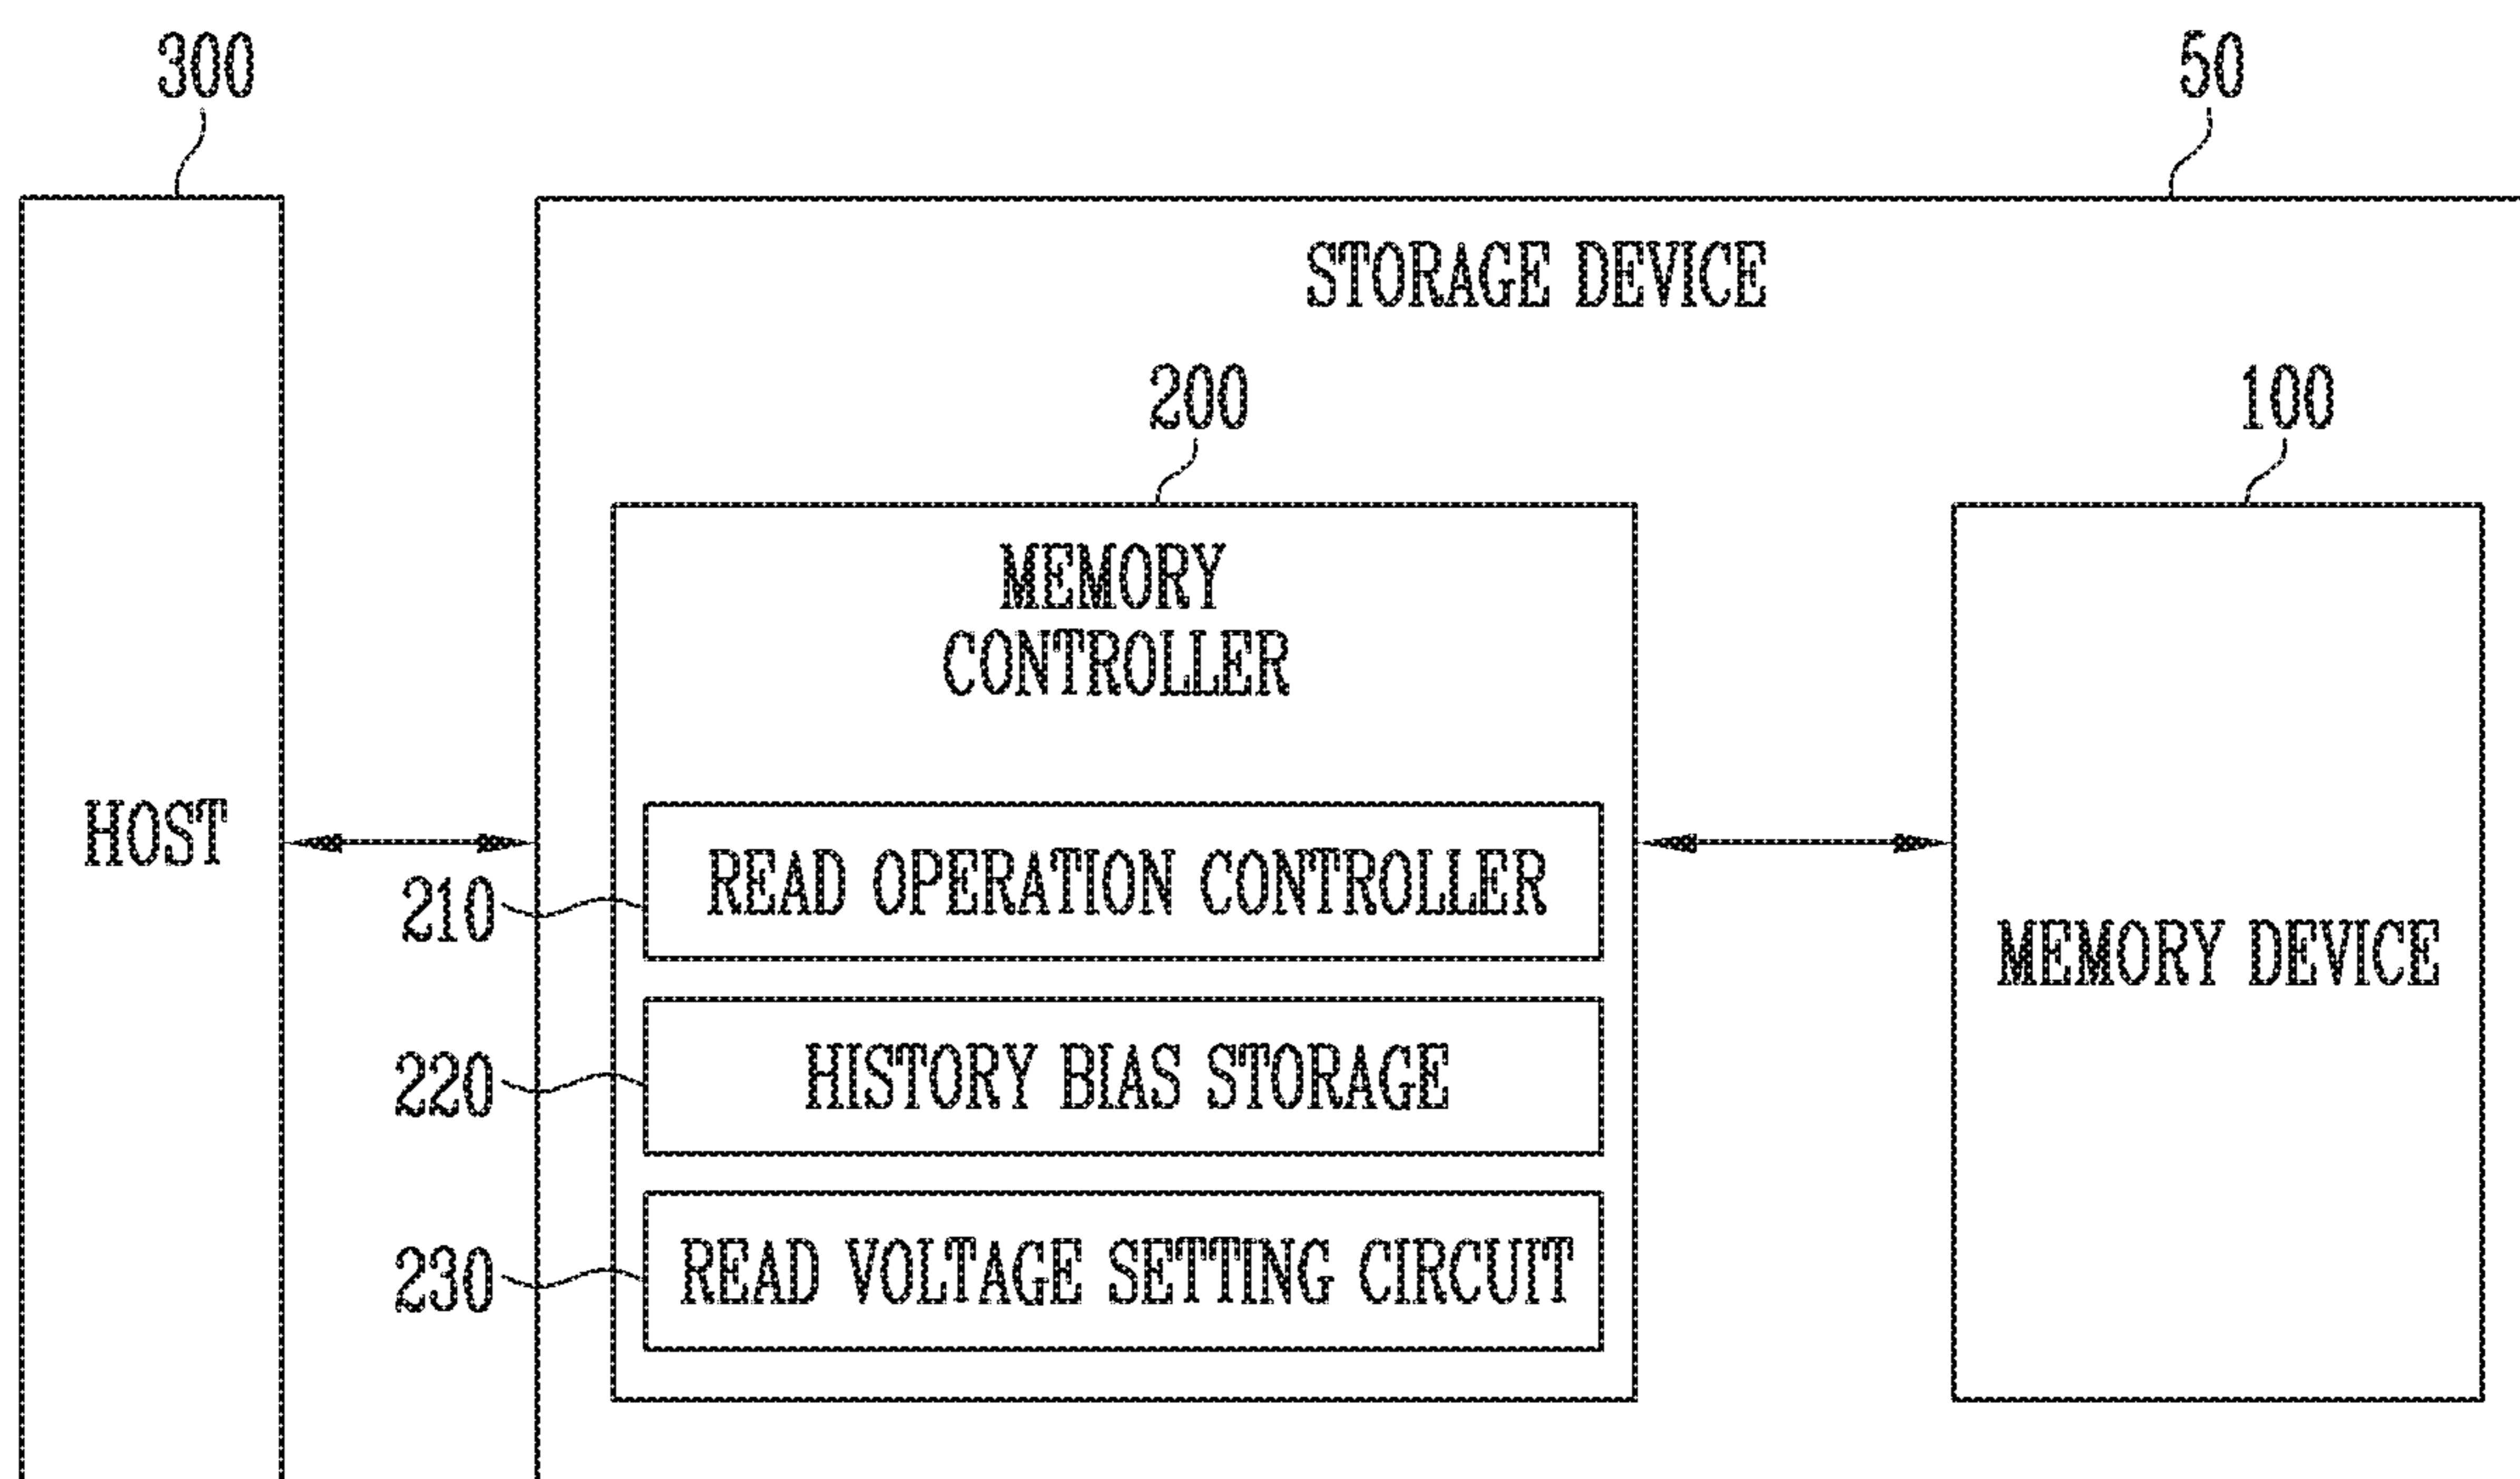 300
50
STORAGE DEVICE
200
100
MEMORY
CONTROLLER
HOST
210
READ OPERATION CONTROLLER
MEMORY DEVICE
220
HISTORY BIAS STORAGE
230
READ VOLTAGE SETTING CIRCUIT